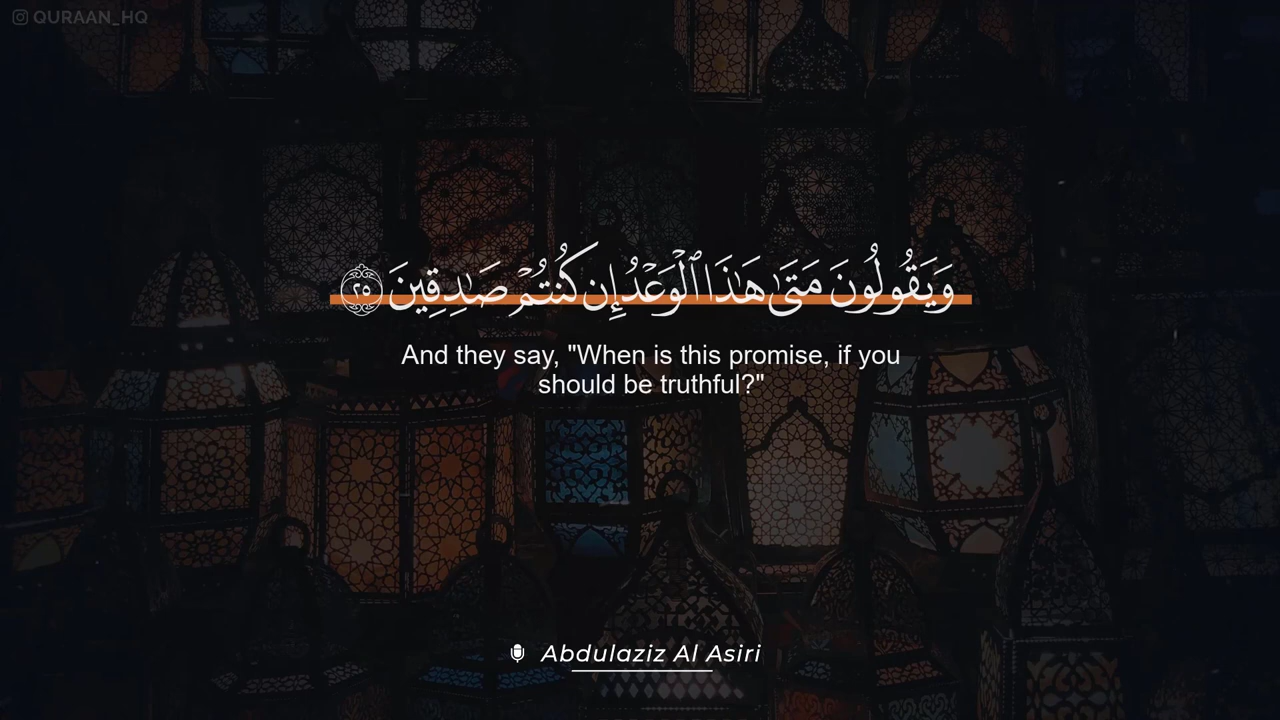 QURAAN_HQ
وَيَقُولُونَ مَتَىٰ هَٰذَا ٱلْوَعْدُ إِن كُنتُمْ صَٰدِقِينَ ٢٥
And they say, "When is this promise, if you
should be truthful?"
Abdulaziz Al Asiri